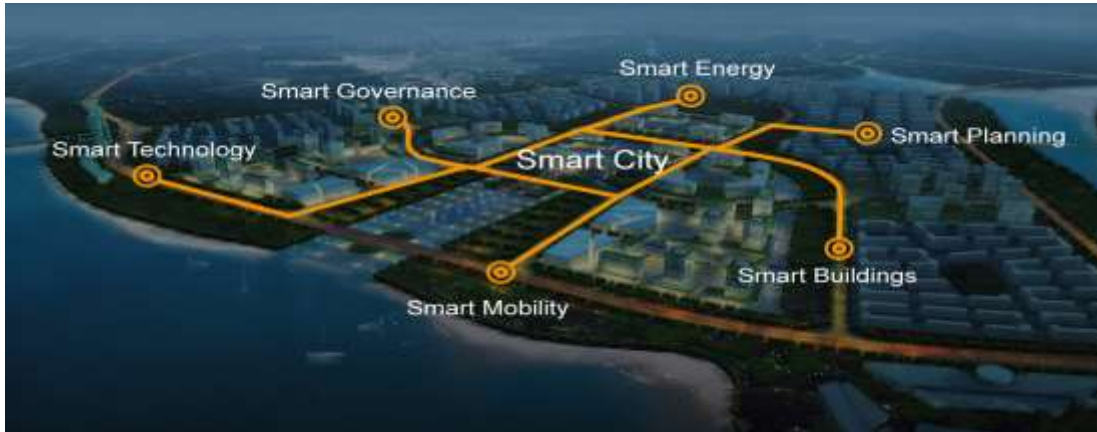 Smart Energy
Smart Governance
Smart Planning
Smart Technology
Smart City
Smart Buildings
Smart Mobility